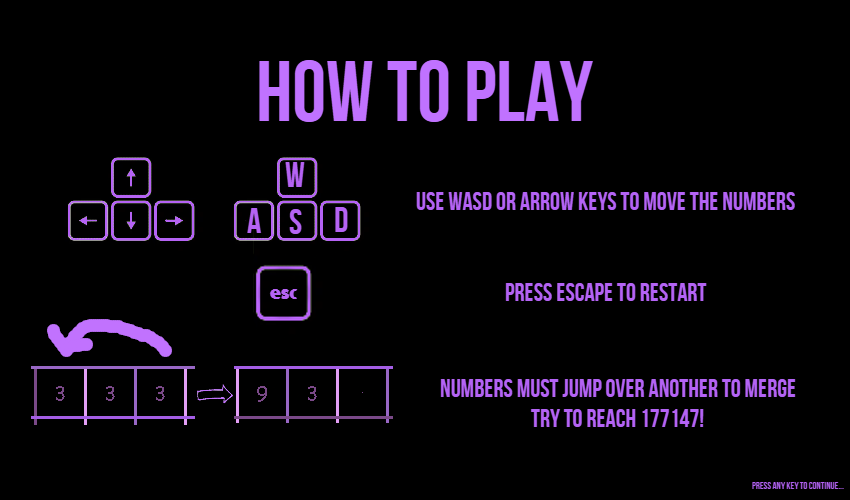 HOW TO PLAY
↑
← ↓ →
W
A S D
USE WASD OR ARROW KEYS TO MOVE THE NUMBERS
esc
PRESS ESCAPE TO RESTART
3 3 3 9 3 .
NUMBERS MUST JUMP OVER ANOTHER TO MERGE
TRY TO REACH 177147!
PRESS ANY KEY TO CONTINUE...